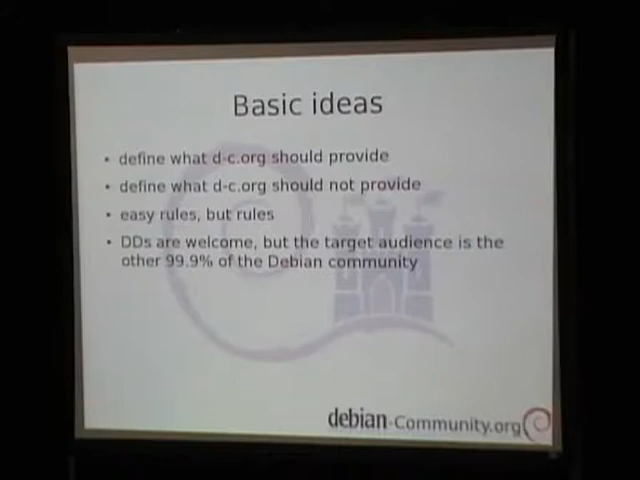 Basic ideas
• define what d-c.org should provide
• define what d-c.org should not provide
• easy rules, but rules
• DDs are welcome, but the target audience is the
other 99.9% of the Debian community
debian-Community.org